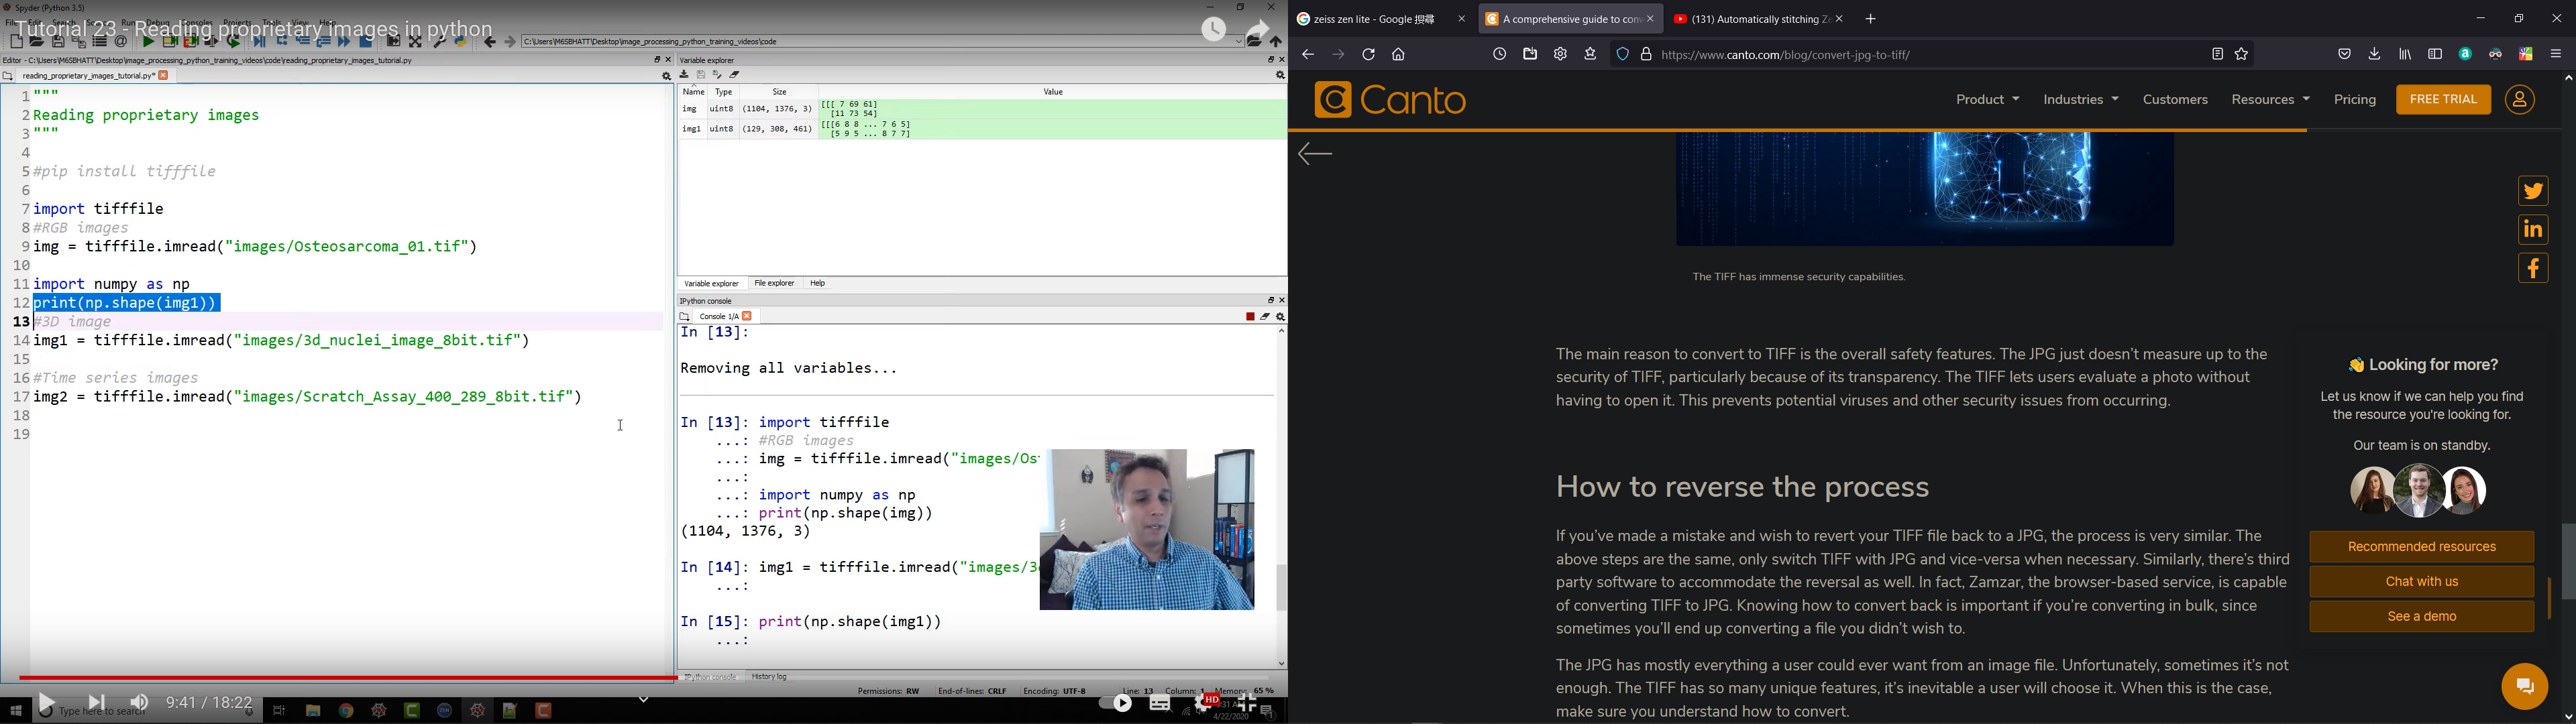 Spyder (Python 3.5)
Tutorial 23 - Reading proprietary images in python
C:\Users\M6SBHATT\Desktop\image_processing_python_training_videos\code
Editor - C:\Users\M6SBHATT\Desktop\image_processing_python_training_videos\code\reading_proprietary_images_tutorial.py
reading_proprietary_images_tutorial.py*
1 """
2 Reading proprietary images
3 """
4
5 #pip install tifffile
6
7 import tifffile
8 #RGB images
9 img = tifffile.imread("images/Osteosarcoma_01.tif")
10
11 import numpy as np
12 print(np.shape(img1))
13 #3D image
14 img1 = tifffile.imread("images/3d_nuclei_image_8bit.tif")
15
16 #Time series images
17 img2 = tifffile.imread("images/Scratch_Assay_400_289_8bit.tif")
18
19
Variable explorer
Name Type Size Value
img uint8 (1104, 1376, 3) [[[ 7 69 61]
[11 73 54]
img1 uint8 (129, 308, 461) [[[6 8 8 ... 7 6 5]
[5 9 5 ... 8 7 7]
Variable explorer File explorer Help
IPython console
Console 1/A
In [13]:
Removing all variables...
In [13]: import tifffile
...: #RGB images
...: img = tifffile.imread("images/Os
...:
...: import numpy as np
...: print(np.shape(img))
(1104, 1376, 3)
In [14]: img1 = tifffile.imread("images/3
...:
In [15]: print(np.shape(img1))
...:
IPython console History log
Permissions: RW End-of-lines: CRLF Encoding: UTF-8 Line: 13 Column: 1 Memory: 65 %
Type here to search
9:41 / 18:22
HD
4/22/2020
zeiss zen lite - Google 搜尋
A comprehensive guide to con
(131) Automatically stitching Ze
https://www.canto.com/blog/convert-jpg-to-tiff/
Canto
Product Industries Customers Resources Pricing FREE TRIAL
The TIFF has immense security capabilities.
The main reason to convert to TIFF is the overall safety features. The JPG just doesn't measure up to the
security of TIFF, particularly because of its transparency. The TIFF lets users evaluate a photo without
having to open it. This prevents potential viruses and other security issues from occurring.
How to reverse the process
If you've made a mistake and wish to revert your TIFF file back to a JPG, the process is very similar. The
above steps are the same, only switch TIFF with JPG and vice-versa when necessary. Similarly, there's third
party software to accommodate the reversal as well. In fact, Zamzar, the browser-based service, is capable
of converting TIFF to JPG. Knowing how to convert back is important if you're converting in bulk, since
sometimes you'll end up converting a file you didn't wish to.
The JPG has mostly everything a user could ever want from an image file. Unfortunately, sometimes it's not
enough. The TIFF has so many unique features, it's inevitable a user will choose it. When this is the case,
make sure you understand how to convert.
👋 Looking for more?
Let us know if we can help you find
the resource you're looking for.
Our team is on standby.
Recommended resources
Chat with us
See a demo